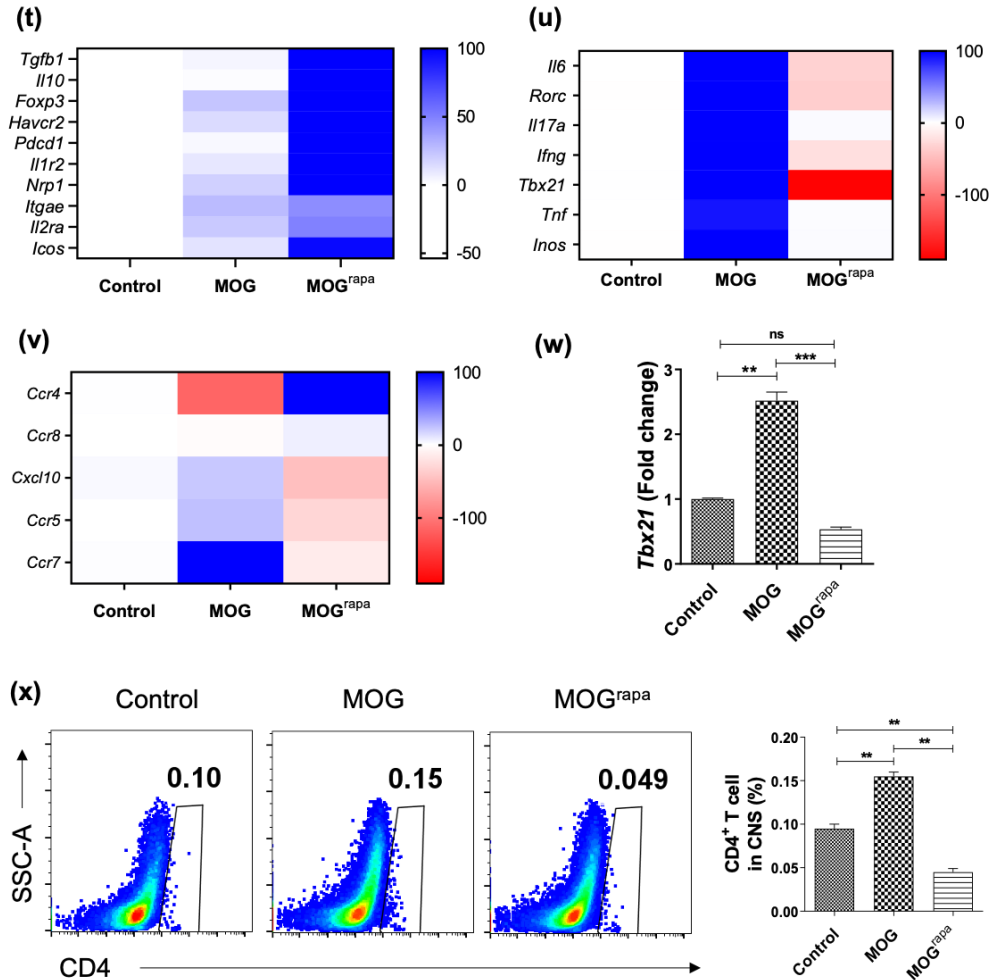 (t)
Tgfb1
Il10
Foxp3
Havcr2
Pdcd1
Il1r2
Nrp1
Itgae
Il2ra
Icos
100
50
0
-50
Control MOG MOGrapa
(u)
Il6
Rorc
Il17a
Ifng
Tbx21
Tnf
Inos
100
0
-100
Control MOG MOGrapa
(v)
Ccr4
Ccr8
Cxcl10
Ccr5
Ccr7
100
0
-100
Control MOG MOGrapa
(w)
ns
** ***
Tbx21 (Fold change)
3
2
1
0
Control MOG MOGrapa
(x)
Control MOG MOGrapa
0.10 0.15 0.049
SSC-A
CD4
**
** **
CD4+ T cell
in CNS (%)
0.20
0.15
0.10
0.05
0.00
Control MOG MOGrapa